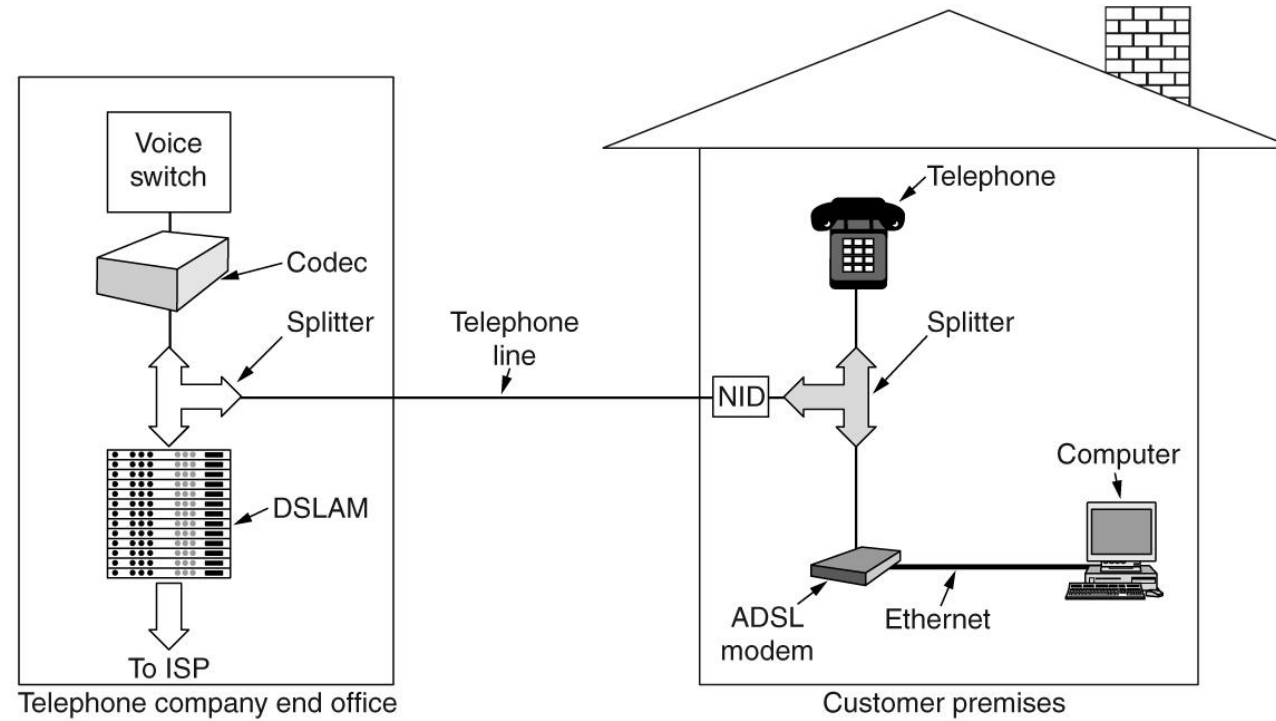 Voice
switch
Codec
Splitter
DSLAM
To ISP
Telephone company end office
Telephone
line
NID
Telephone
Splitter
Computer
ADSL
modem
Ethernet
Customer premises